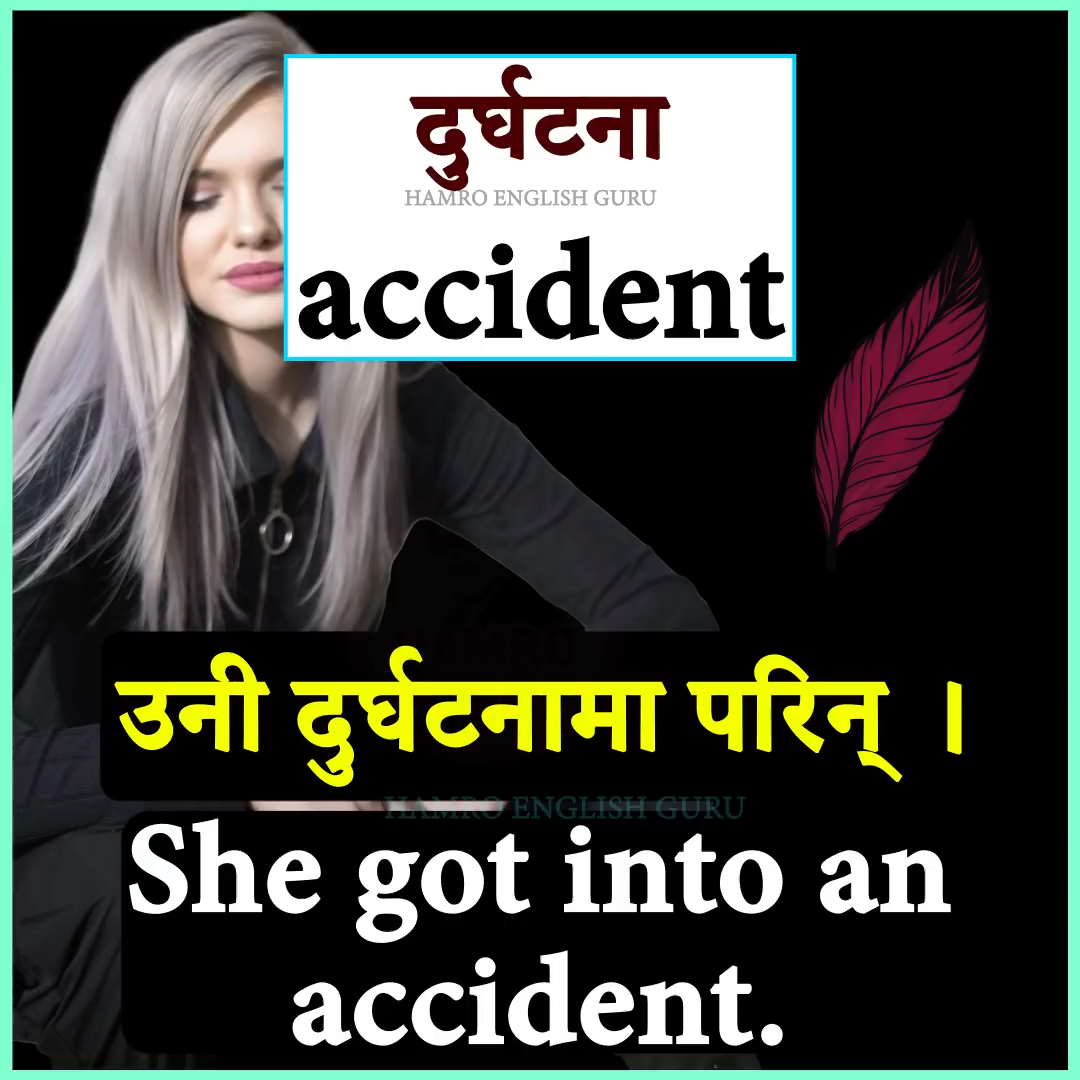 दुर्घटना
HAMRO ENGLISH GURU
accident
उनी दुर्घटनामा परिन् ।
HAMRO ENGLISH GURU
She got into an
accident.